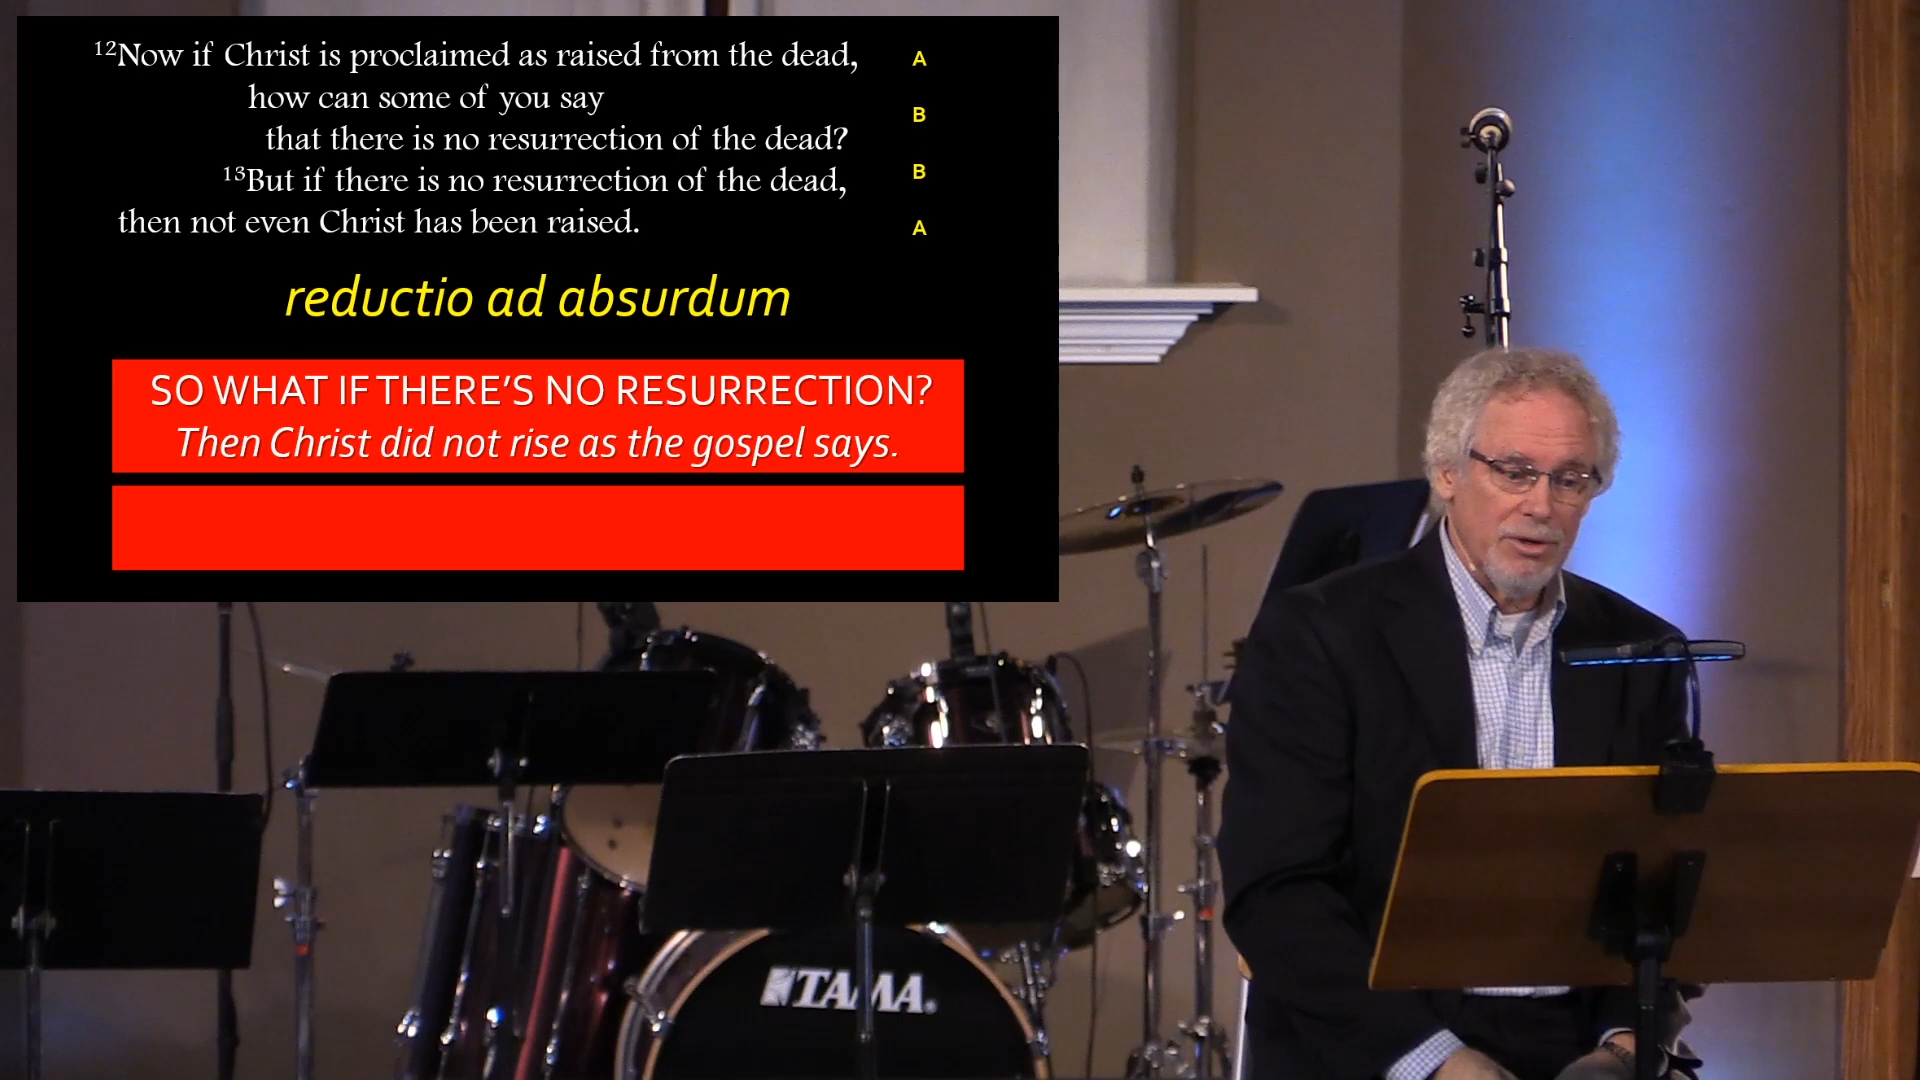 ¹²Now if Christ is proclaimed as raised from the dead, A
how can some of you say
B
that there is no resurrection of the dead?
¹³But if there is no resurrection of the dead, B
then not even Christ has been raised. A
reductio ad absurdum
SO WHAT IF THERE’S NO RESURRECTION?
Then Christ did not rise as the gospel says.
TAMA